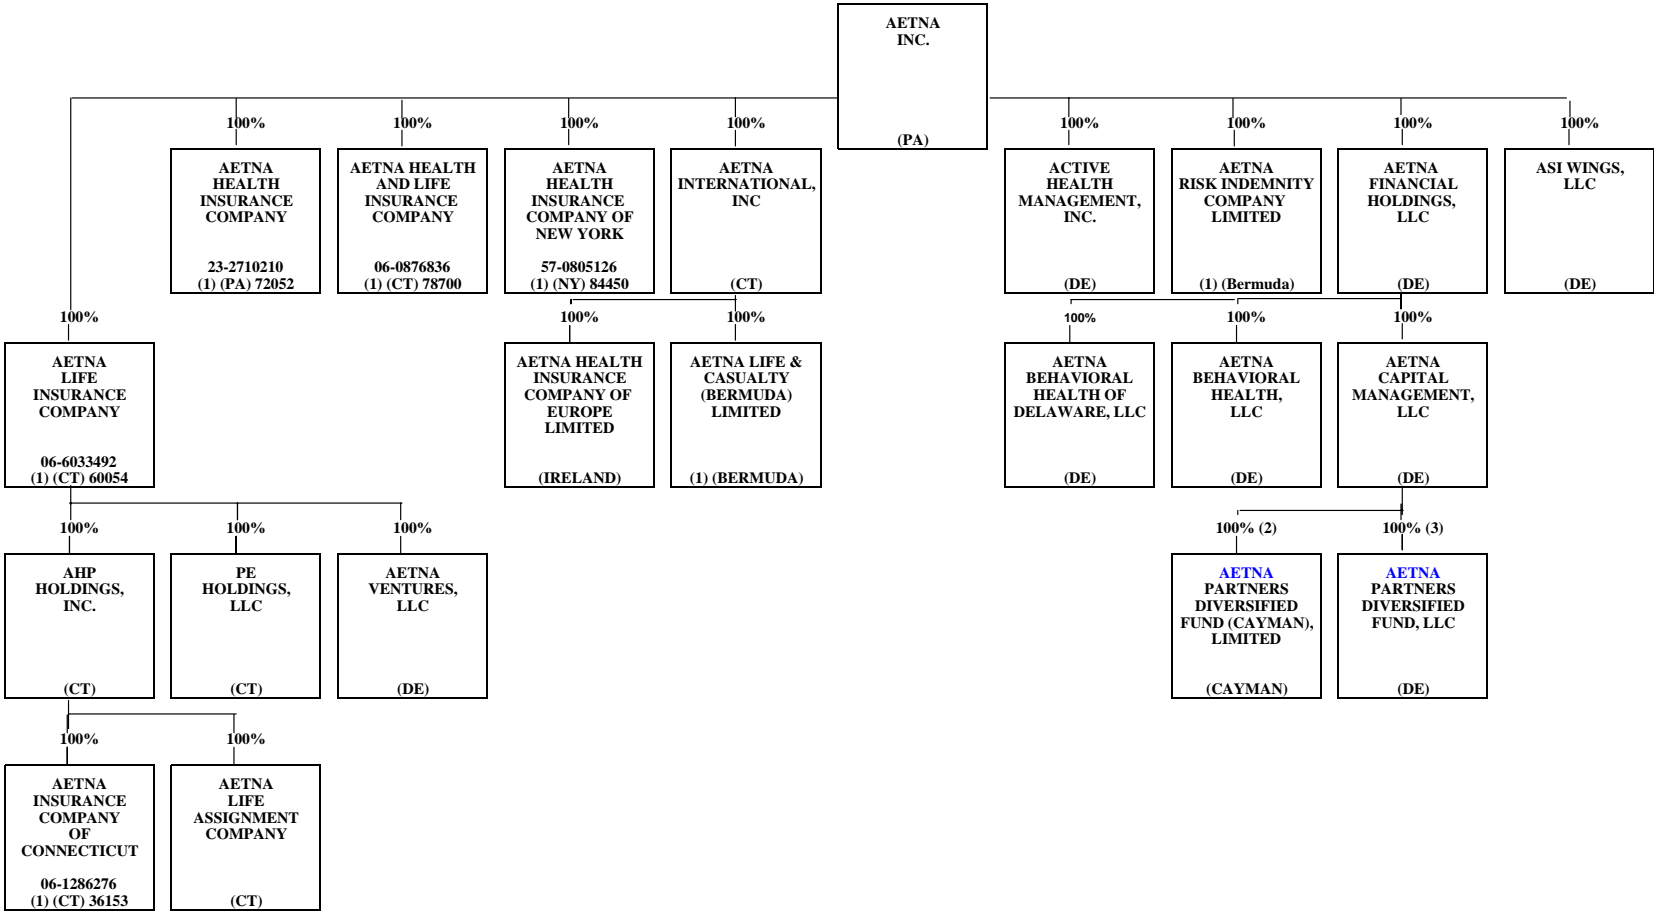 AETNA
INC.
(PA)
100%
100%
100%
100%
100%
100%
100%
100%
AETNA
HEALTH
INSURANCE
COMPANY
23-2710210
(1) (PA) 72052
AETNA HEALTH
AND LIFE
INSURANCE
COMPANY
06-0876836
(1) (CT) 78700
AETNA
HEALTH
INSURANCE
COMPANY OF
NEW YORK
57-0805126
(1) (NY) 84450
AETNA
INTERNATIONAL,
INC
(CT)
ACTIVE
HEALTH
MANAGEMENT,
INC.
(DE)
AETNA
RISK INDEMNITY
COMPANY
LIMITED
(1) (Bermuda)
AETNA
FINANCIAL
HOLDINGS,
LLC
(DE)
ASI WINGS,
LLC
(DE)
100%
100%
100%
100%
100%
100%
AETNA
LIFE
INSURANCE
COMPANY
06-6033492
(1) (CT) 60054
AETNA HEALTH
INSURANCE
COMPANY OF
EUROPE
LIMITED
(IRELAND)
AETNA LIFE &
CASUALTY
(BERMUDA)
LIMITED
(1) (BERMUDA)
AETNA
BEHAVIORAL
HEALTH OF
DELAWARE, LLC
(DE)
AETNA
BEHAVIORAL
HEALTH,
LLC
(DE)
AETNA
CAPITAL
MANAGEMENT,
LLC
(DE)
100%
100%
100%
100% (2)
100% (3)
AHP
HOLDINGS,
INC.
(CT)
PE
HOLDINGS,
LLC
(CT)
AETNA
VENTURES,
LLC
(DE)
AETNA
PARTNERS
DIVERSIFIED
FUND (CAYMAN),
LIMITED
(CAYMAN)
AETNA
PARTNERS
DIVERSIFIED
FUND, LLC
(DE)
100%
100%
AETNA
INSURANCE
COMPANY
OF
CONNECTICUT
06-1286276
(1) (CT) 36153
AETNA
LIFE
ASSIGNMENT
COMPANY
(CT)